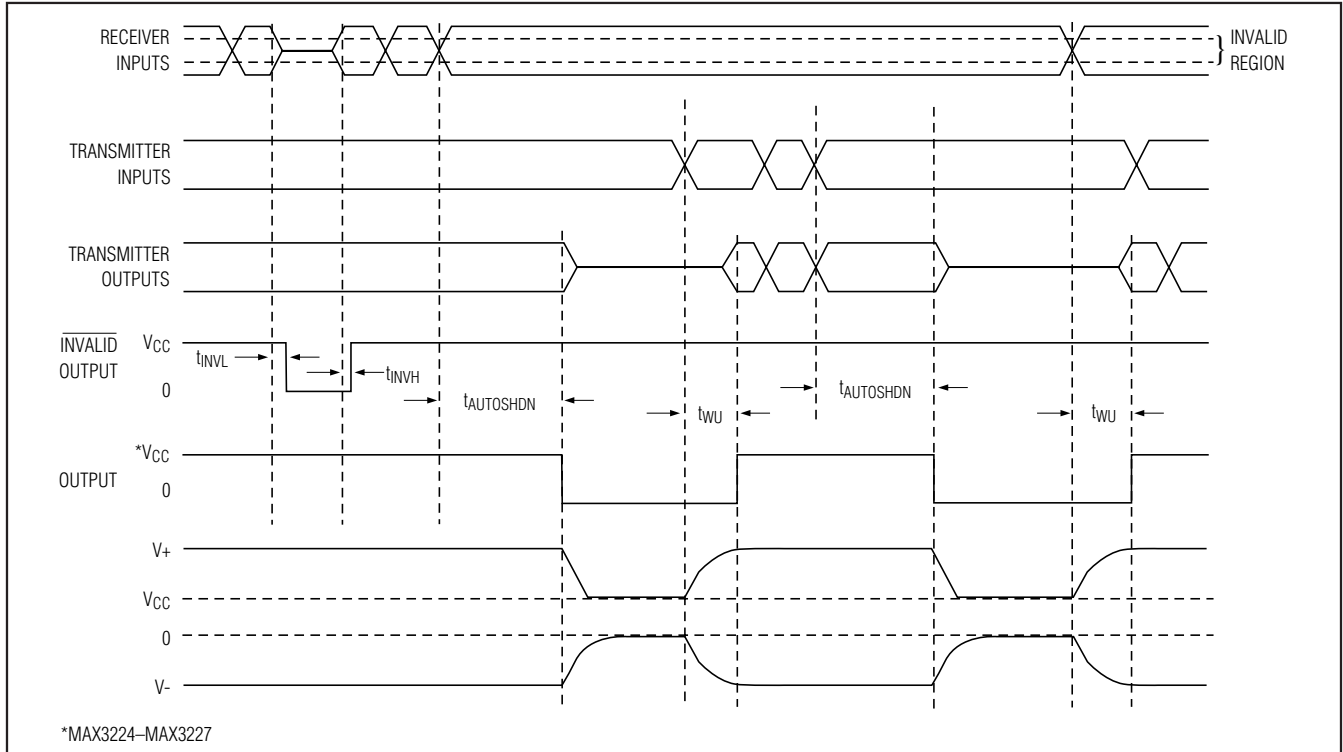 RECEIVER
INPUTS
} INVALID
REGION
TRANSMITTER
INPUTS
TRANSMITTER
OUTPUTS
INVALID
OUTPUT
VCC
0
tINVL
tINVH
tAUTOSHDN
tWU
tAUTOSHDN
tWU
OUTPUT
*VCC
0
V+
VCC
0
V-
*MAX3224–MAX3227